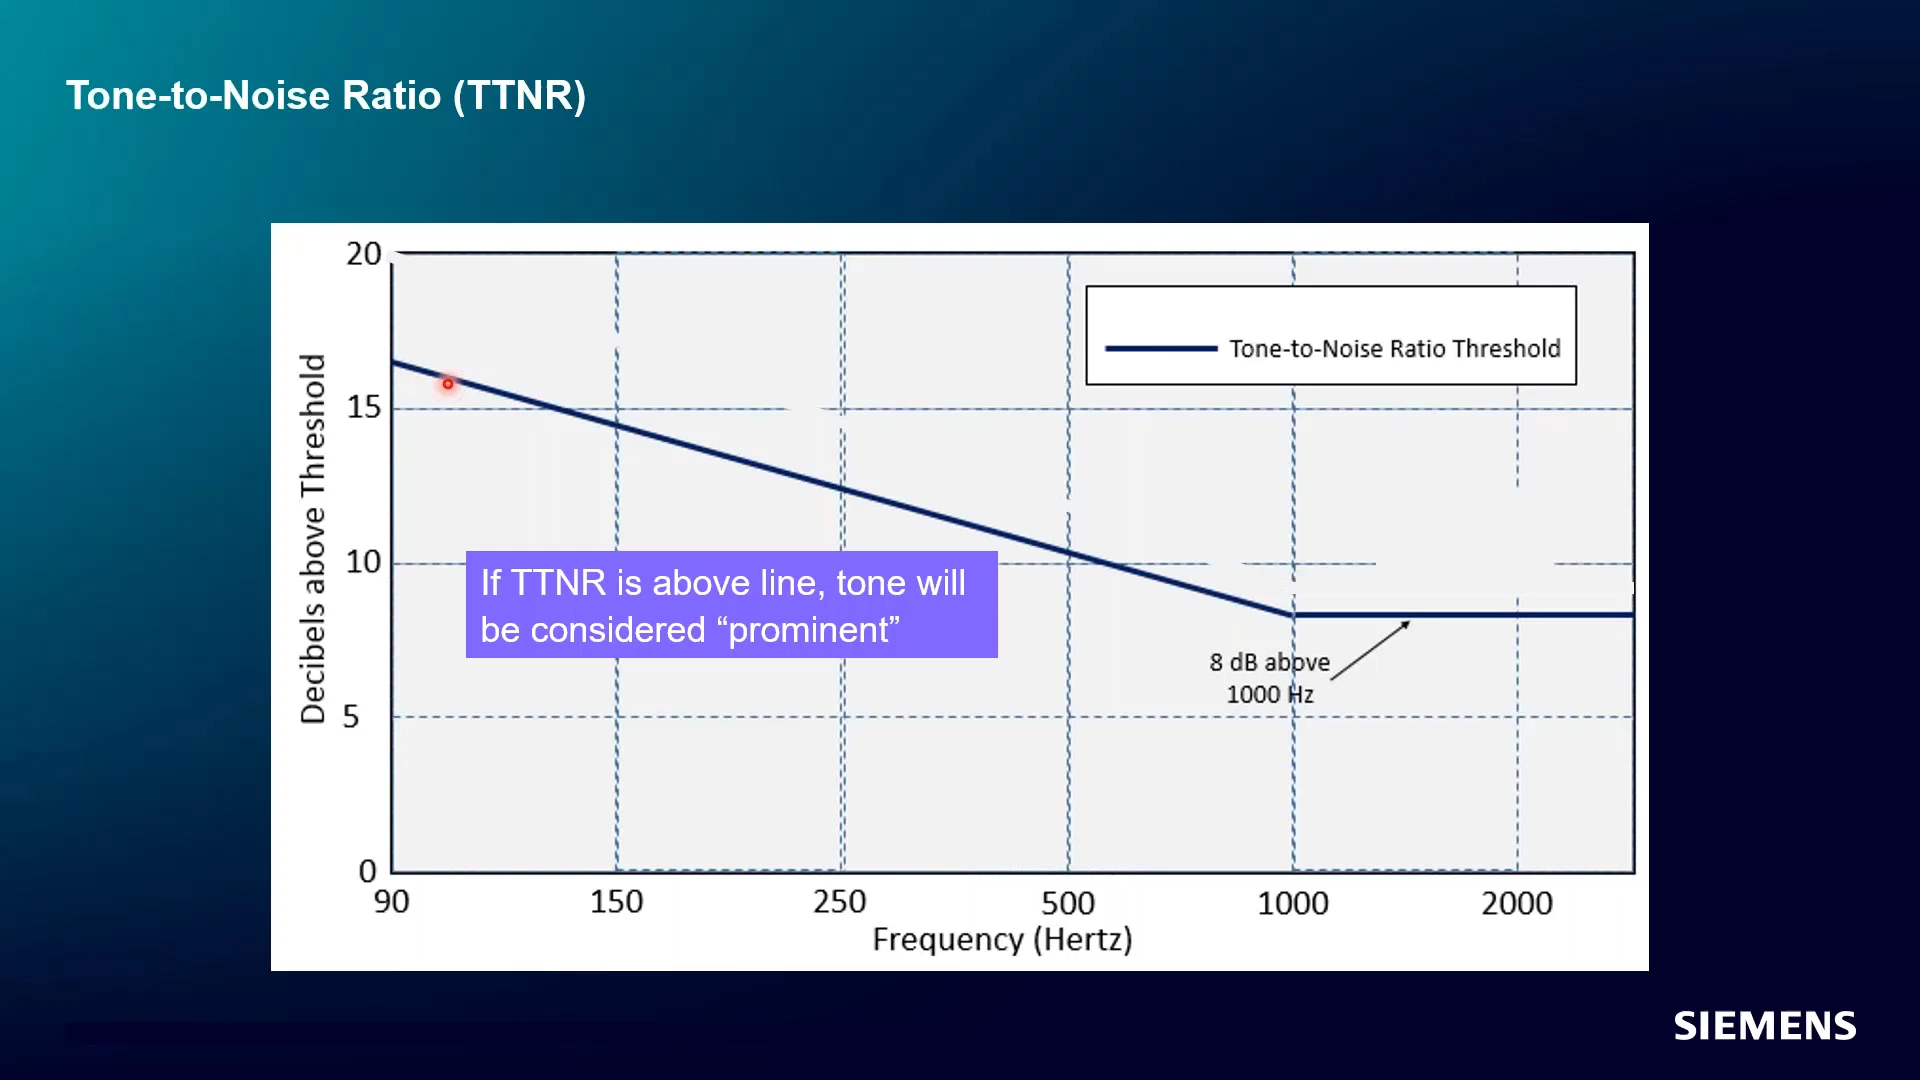 Tone-to-Noise Ratio (TTNR)
20
Tone-to-Noise Ratio Threshold
15
Decibels above Threshold
10
If TTNR is above line, tone will
be considered “prominent”
8 dB above
1000 Hz
5
0
90 150 250 500 1000 2000
Frequency (Hertz)
SIEMENS